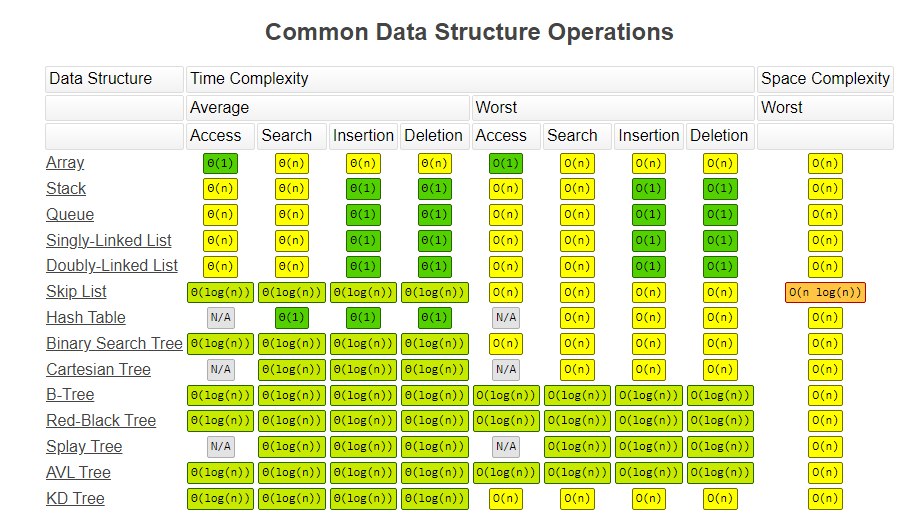 Common Data Structure Operations
Data Structure Time Complexity Space Complexity
Average Worst Worst
Access Search Insertion Deletion Access Search Insertion Deletion
Array Θ(1) Θ(n) Θ(n) Θ(n) O(1) O(n) O(n) O(n) O(n)
Stack Θ(n) Θ(n) Θ(1) Θ(1) O(n) O(n) O(1) O(1) O(n)
Queue Θ(n) Θ(n) Θ(1) Θ(1) O(n) O(n) O(1) O(1) O(n)
Singly-Linked List Θ(n) Θ(n) Θ(1) Θ(1) O(n) O(n) O(1) O(1) O(n)
Doubly-Linked List Θ(n) Θ(n) Θ(1) Θ(1) O(n) O(n) O(1) O(1) O(n)
Skip List Θ(log(n)) Θ(log(n)) Θ(log(n)) Θ(log(n)) O(n) O(n) O(n) O(n) O(n log(n))
Hash Table N/A Θ(1) Θ(1) Θ(1) N/A O(n) O(n) O(n) O(n)
Binary Search Tree Θ(log(n)) Θ(log(n)) Θ(log(n)) Θ(log(n)) O(n) O(n) O(n) O(n) O(n)
Cartesian Tree N/A Θ(log(n)) Θ(log(n)) Θ(log(n)) N/A O(n) O(n) O(n) O(n)
B-Tree Θ(log(n)) Θ(log(n)) Θ(log(n)) Θ(log(n)) O(log(n)) O(log(n)) O(log(n)) O(log(n)) O(n)
Red-Black Tree Θ(log(n)) Θ(log(n)) Θ(log(n)) Θ(log(n)) O(log(n)) O(log(n)) O(log(n)) O(log(n)) O(n)
Splay Tree N/A Θ(log(n)) Θ(log(n)) Θ(log(n)) N/A O(log(n)) O(log(n)) O(log(n)) O(n)
AVL Tree Θ(log(n)) Θ(log(n)) Θ(log(n)) Θ(log(n)) O(log(n)) O(log(n)) O(log(n)) O(log(n)) O(n)
KD Tree Θ(log(n)) Θ(log(n)) Θ(log(n)) Θ(log(n)) O(n) O(n) O(n) O(n) O(n)